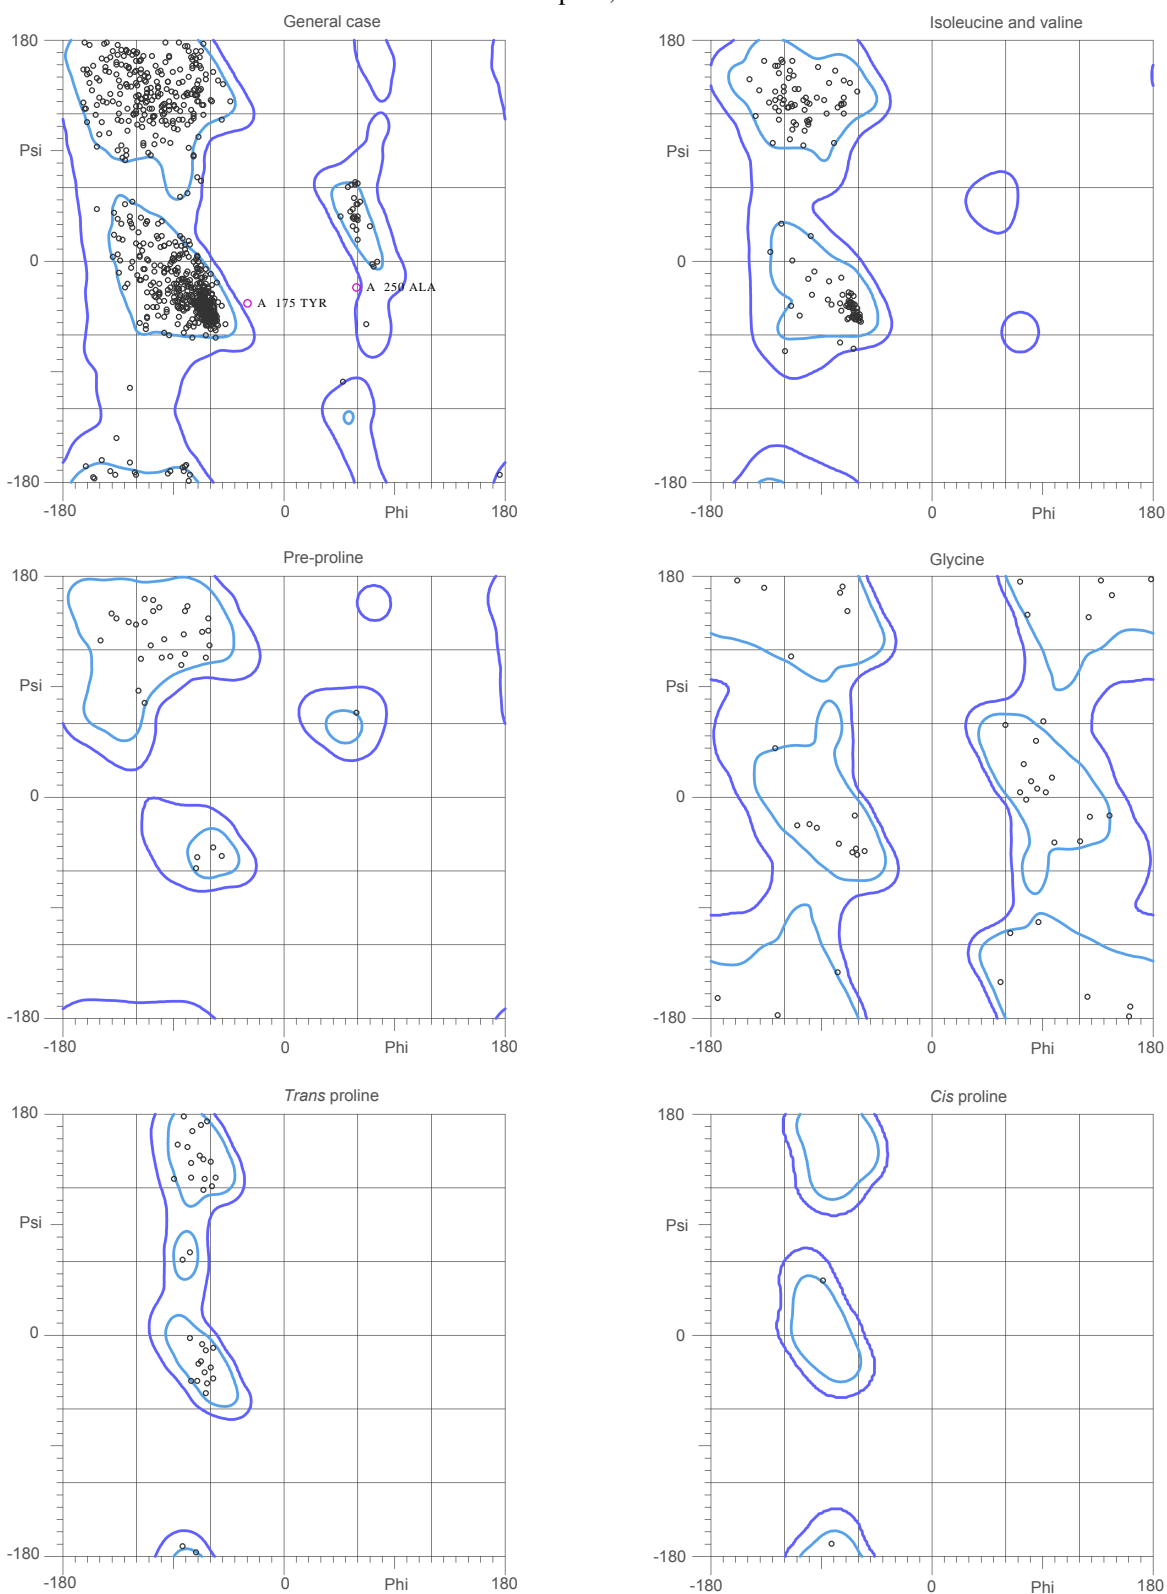 General case
Isoleucine and valine
180
180
Psi
Psi
0
0
A 250 ALA
A 175 TYR
-180
-180
-180
0
Phi
180
-180
0
Phi
180
Pre-proline
Glycine
180
180
Psi
Psi
0
0
-180
-180
-180
0
Phi
180
-180
0
Phi
180
Trans proline
Cis proline
180
180
Psi
Psi
0
0
-180
-180
-180
0
Phi
180
-180
0
Phi
180